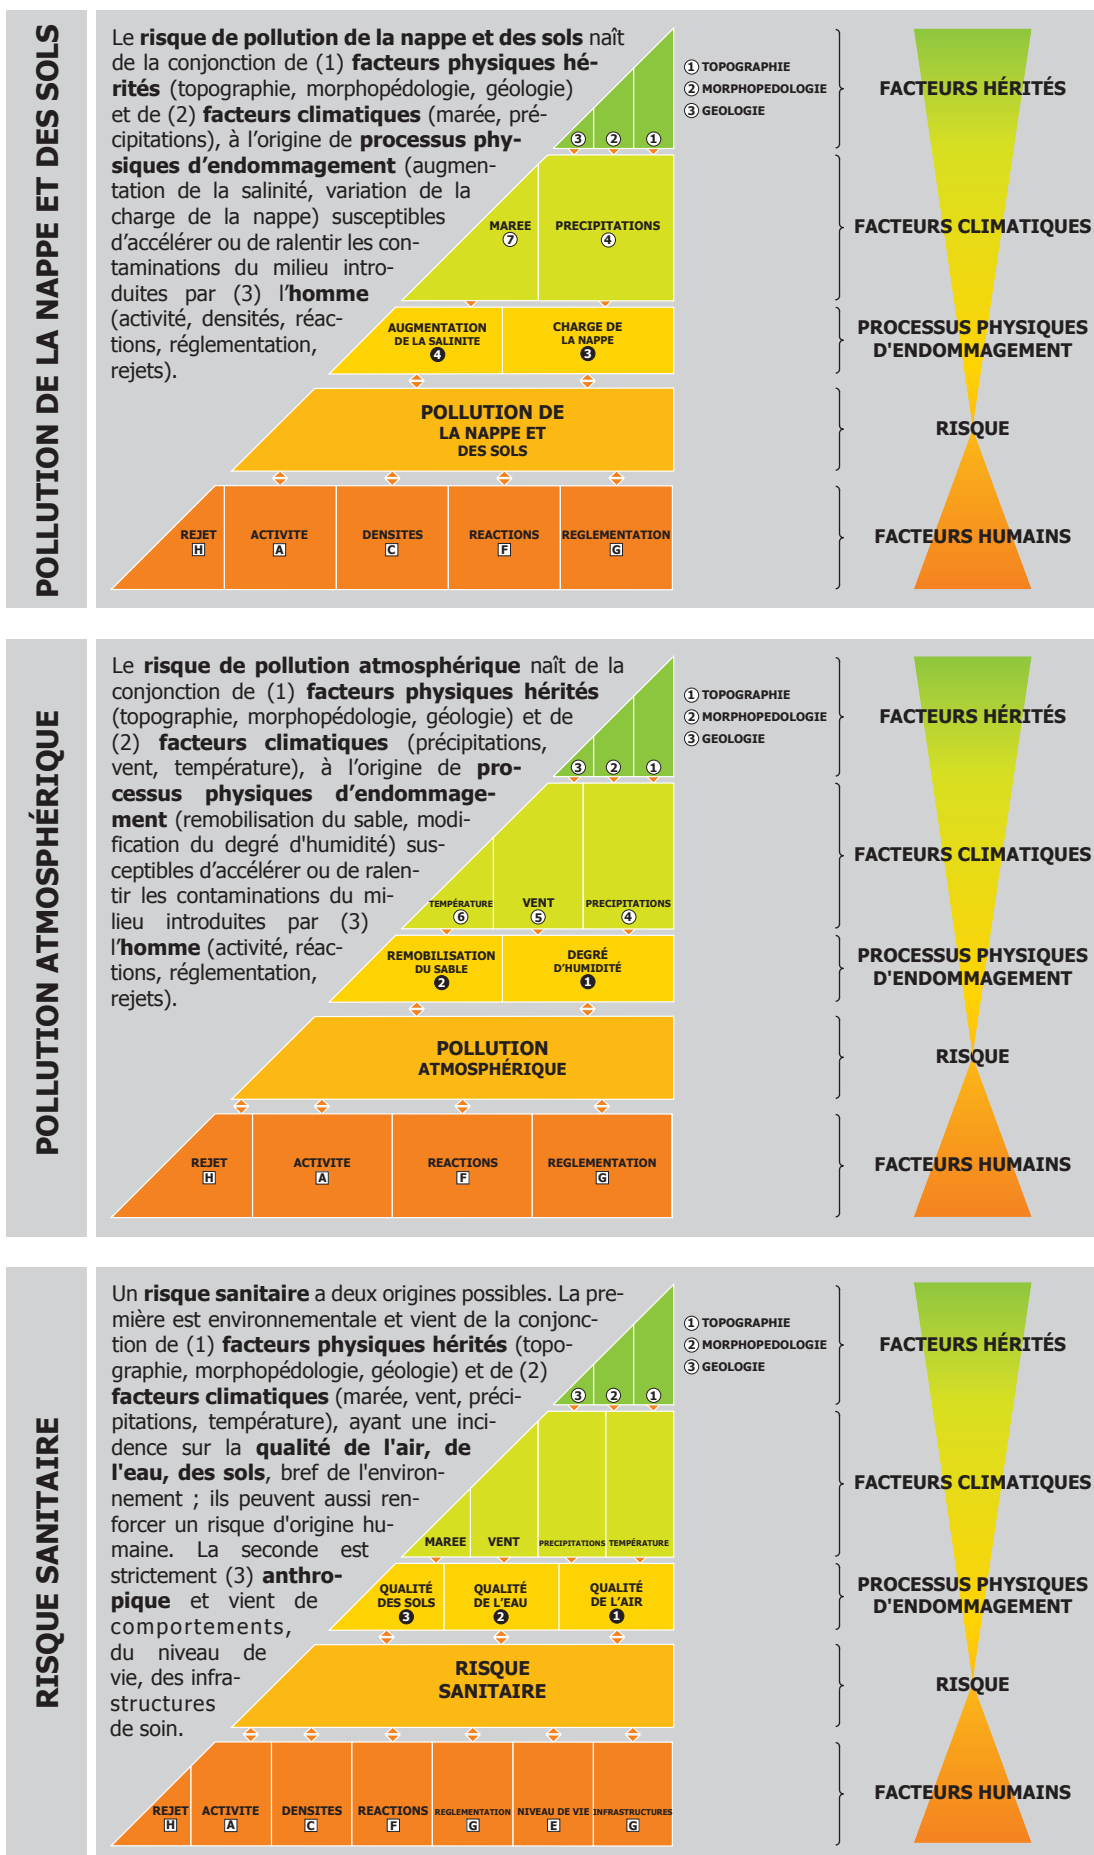 POLLUTION DE LA NAPPE ET DES SOLS
Le risque de pollution de la nappe et des sols naît
de la conjonction de (1) facteurs physiques hé-
rités (topographie, morphopédologie, géologie)
et de (2) facteurs climatiques (marée, pré-
cipitations), à l'origine de processus phy-
siques d'endommagement (augmen-
tation de la salinité, variation de la
charge de la nappe) susceptibles
d'accélérer ou de ralentir les con-
taminations du milieu intro-
duites par (3) l'homme
(activité, densités, réac-
tions, réglementation,
rejets).
3 2 1
1 TOPOGRAPHIE
2 MORPHOPEDOLOGIE
3 GEOLOGIE
MAREE
7
PRECIPITATIONS
4
AUGMENTATION
DE LA SALINITE
4
CHARGE DE
LA NAPPE
3
POLLUTION DE
LA NAPPE ET
DES SOLS
REJET
H
ACTIVITE
A
DENSITES
C
REACTIONS
F
REGLEMENTATION
G
FACTEURS HÉRITÉS
FACTEURS CLIMATIQUES
PROCESSUS PHYSIQUES
D'ENDOMMAGEMENT
RISQUE
FACTEURS HUMAINS
POLLUTION ATMOSPHÉRIQUE
Le risque de pollution atmosphérique naît de la
conjonction de (1) facteurs physiques hérités
(topographie, morphopédologie, géologie) et de
(2) facteurs climatiques (précipitations,
vent, température), à l'origine de pro-
cessus physiques d'endommage-
ment (remobilisation du sable, modi-
fication du degré d'humidité) sus-
ceptibles d'accélérer ou de ralen-
tir les contaminations du mi-
lieu introduites par (3)
l'homme (activité, réac-
tions, réglementation,
rejets).
3 2 1
1 TOPOGRAPHIE
2 MORPHOPEDOLOGIE
3 GEOLOGIE
TEMPÉRATURE
6
VENT
5
PRECIPITATIONS
4
REMOBILISATION
DU SABLE
2
DEGRÉ
D'HUMIDITÉ
1
POLLUTION
ATMOSPHÉRIQUE
REJET
H
ACTIVITE
A
REACTIONS
F
REGLEMENTATION
G
FACTEURS HÉRITÉS
FACTEURS CLIMATIQUES
PROCESSUS PHYSIQUES
D'ENDOMMAGEMENT
RISQUE
FACTEURS HUMAINS
RISQUE SANITAIRE
Un risque sanitaire a deux origines possibles. La pre-
mière est environnementale et vient de la conjonc-
tion de (1) facteurs physiques hérités (topo-
graphie, morphopédologie, géologie) et de (2)
facteurs climatiques (marée, vent, préci-
pitations, température), ayant une inci-
dence sur la qualité de l'air, de
l'eau, des sols, bref de l'environ-
nement ; ils peuvent aussi ren-
forcer un risque d'origine hu-
maine. La seconde est
strictement (3) anthro-
pique et vient de
comportements,
du niveau de
vie, des infra-
structures
de soin.
3 2 1
1 TOPOGRAPHIE
2 MORPHOPEDOLOGIE
3 GEOLOGIE
MAREE
VENT
PRECIPITATIONS
TEMPÉRATURE
QUALITÉ
DES SOLS
3
QUALITÉ
DE L'EAU
2
QUALITÉ
DE L'AIR
1
RISQUE
SANITAIRE
REJET
H
ACTIVITE
A
DENSITES
C
REACTIONS
F
REGLEMENTATION
G
NIVEAU DE VIE
E
INFRASTRUCTURES
G
FACTEURS HÉRITÉS
FACTEURS CLIMATIQUES
PROCESSUS PHYSIQUES
D'ENDOMMAGEMENT
RISQUE
FACTEURS HUMAINS